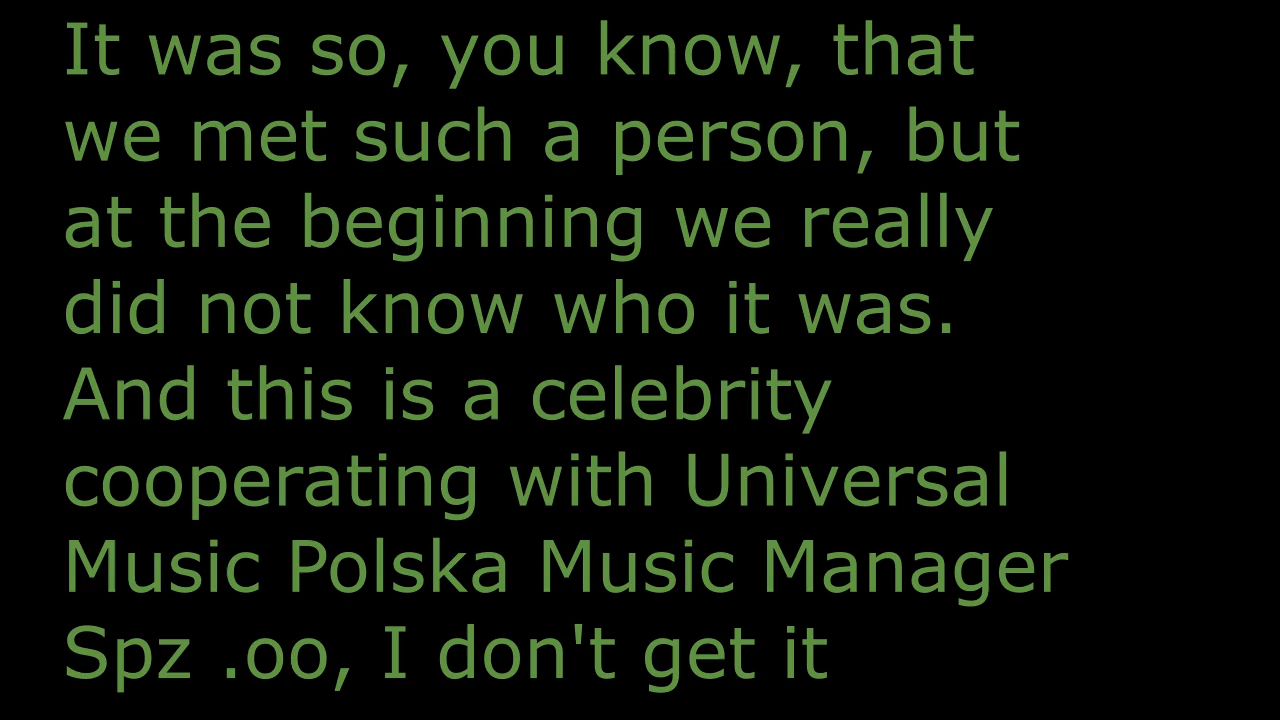 It was so, you know, that
we met such a person, but
at the beginning we really
did not know who it was.
And this is a celebrity
cooperating with Universal
Music Polska Music Manager
Spz .oo, I don't get it